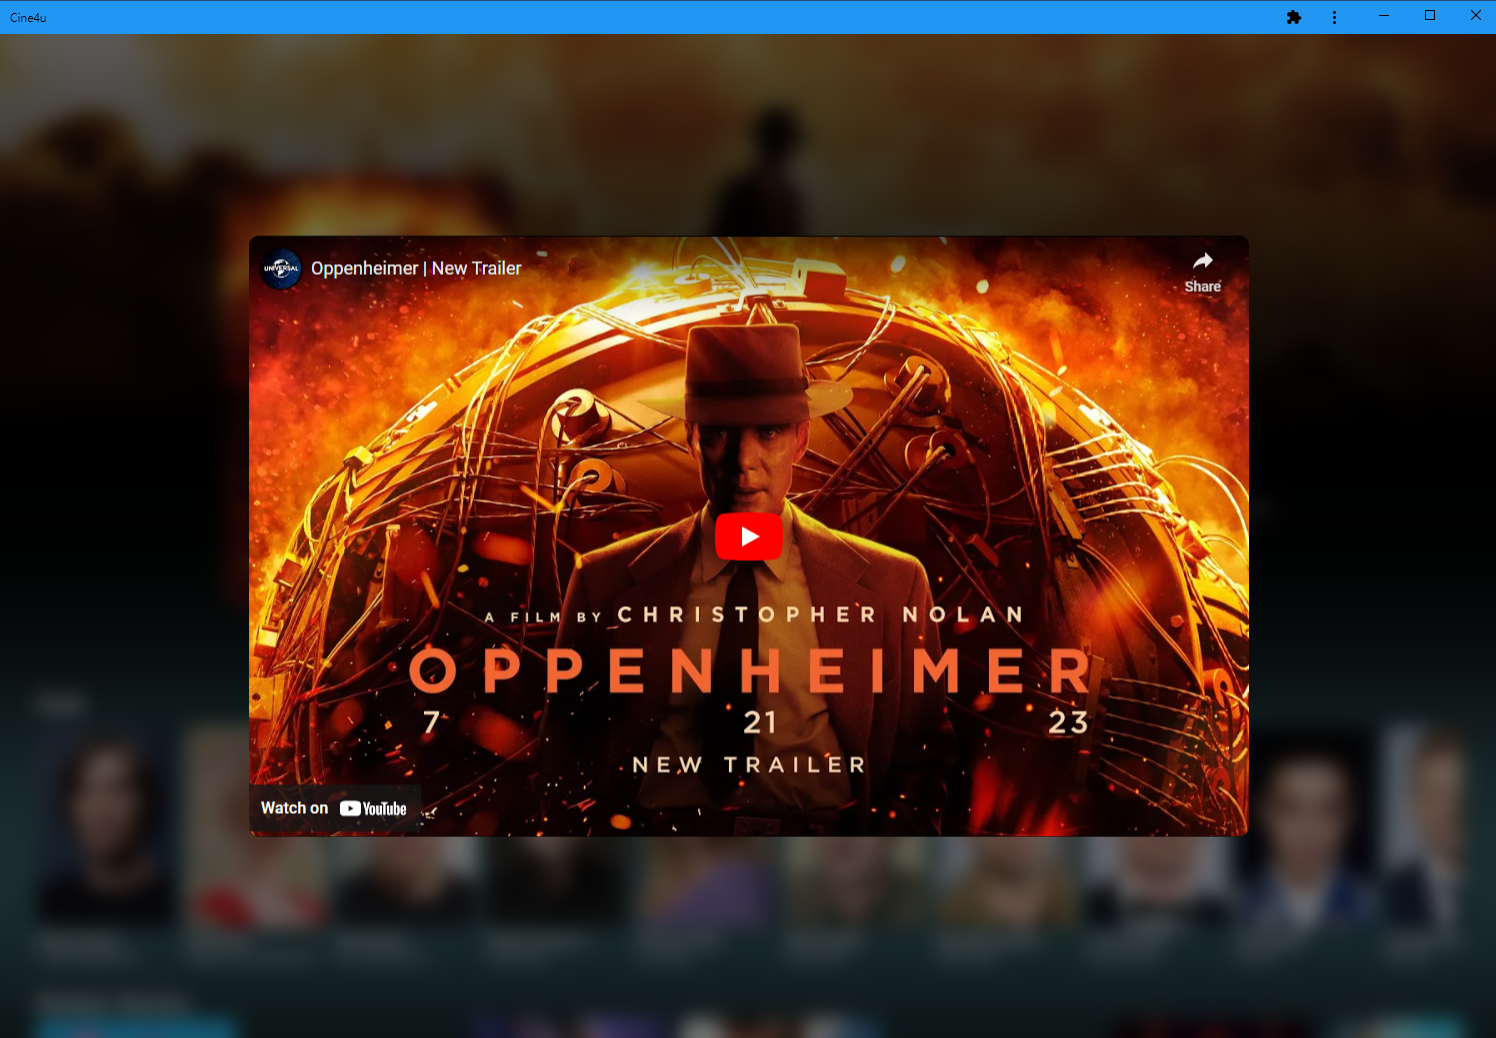 Cine4u
UNIVERSAL
Oppenheimer | New Trailer
Share
A FILM BY CHRISTOPHER NOLAN
OPPENHEIMER
7 21 23
NEW TRAILER
Watch on YouTube